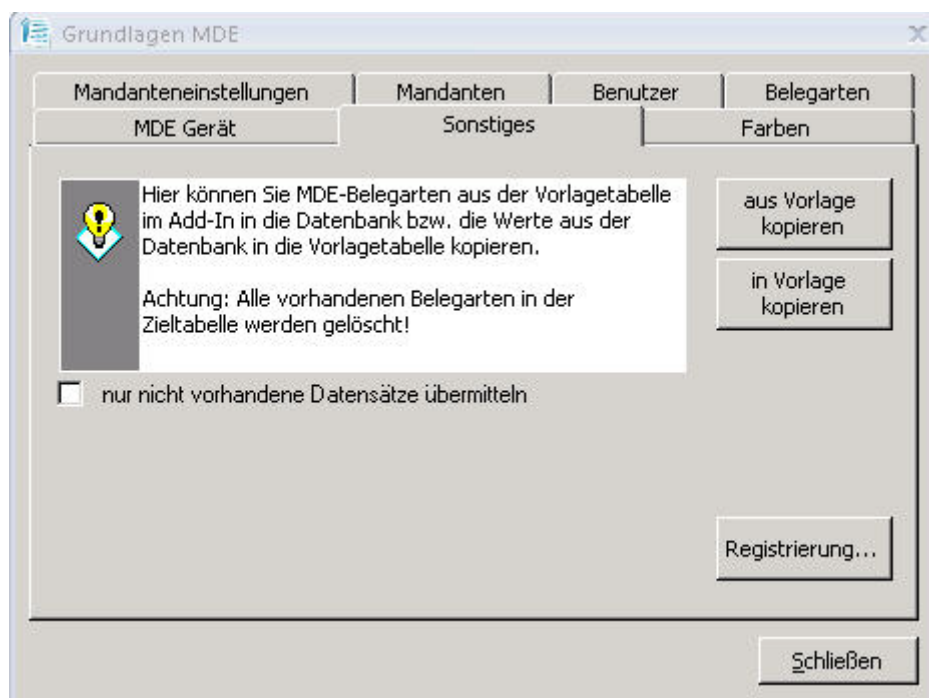 Grundlagen MDE
Mandanteneinstellungen
Mandanten
Benutzer
Belegarten
MDE Gerät
Sonstiges
Farben
Hier können Sie MDE-Belegarten aus der Vorlagetabelle
im Add-In in die Datenbank bzw. die Werte aus der
Datenbank in die Vorlagetabelle kopieren.
Achtung: Alle vorhandenen Belegarten in der
Zieltabelle werden gelöscht!
aus Vorlage
kopieren
in Vorlage
kopieren
nur nicht vorhandene Datensätze übermitteln
Registrierung...
Schließen